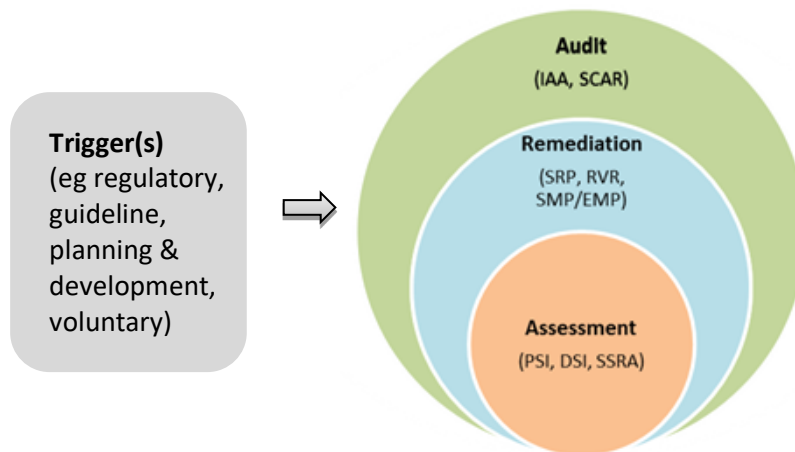 Trigger(s)
(eg regulatory,
guideline,
planning &
development,
voluntary)
Audit
(IAA, SCAR)
Remediation
(SRP, RVR,
SMP/EMP)
Assessment
(PSI, DSI, SSRA)